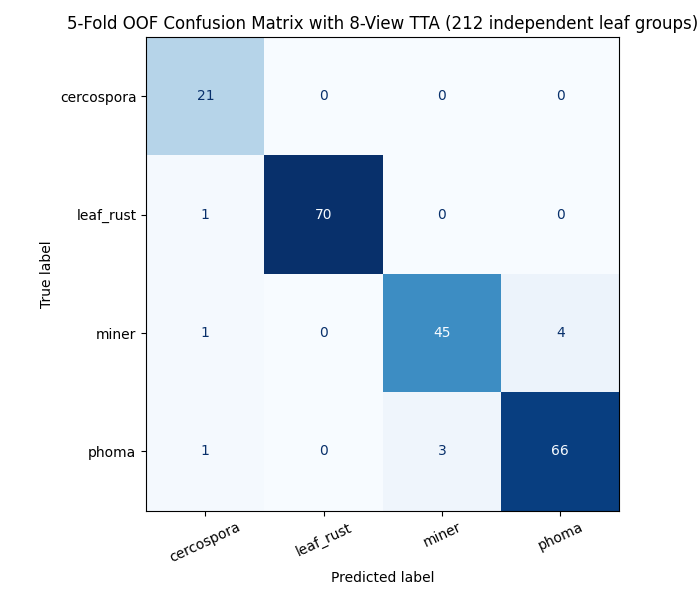 5-Fold OOF Confusion Matrix with 8-View TTA (212 independent leaf groups)
cercospora 21 0 0 0
leaf_rust 1 70 0 0
miner 1 0 45 4
phoma 1 0 3 66
True label
cercospora leaf_rust miner phoma
Predicted label